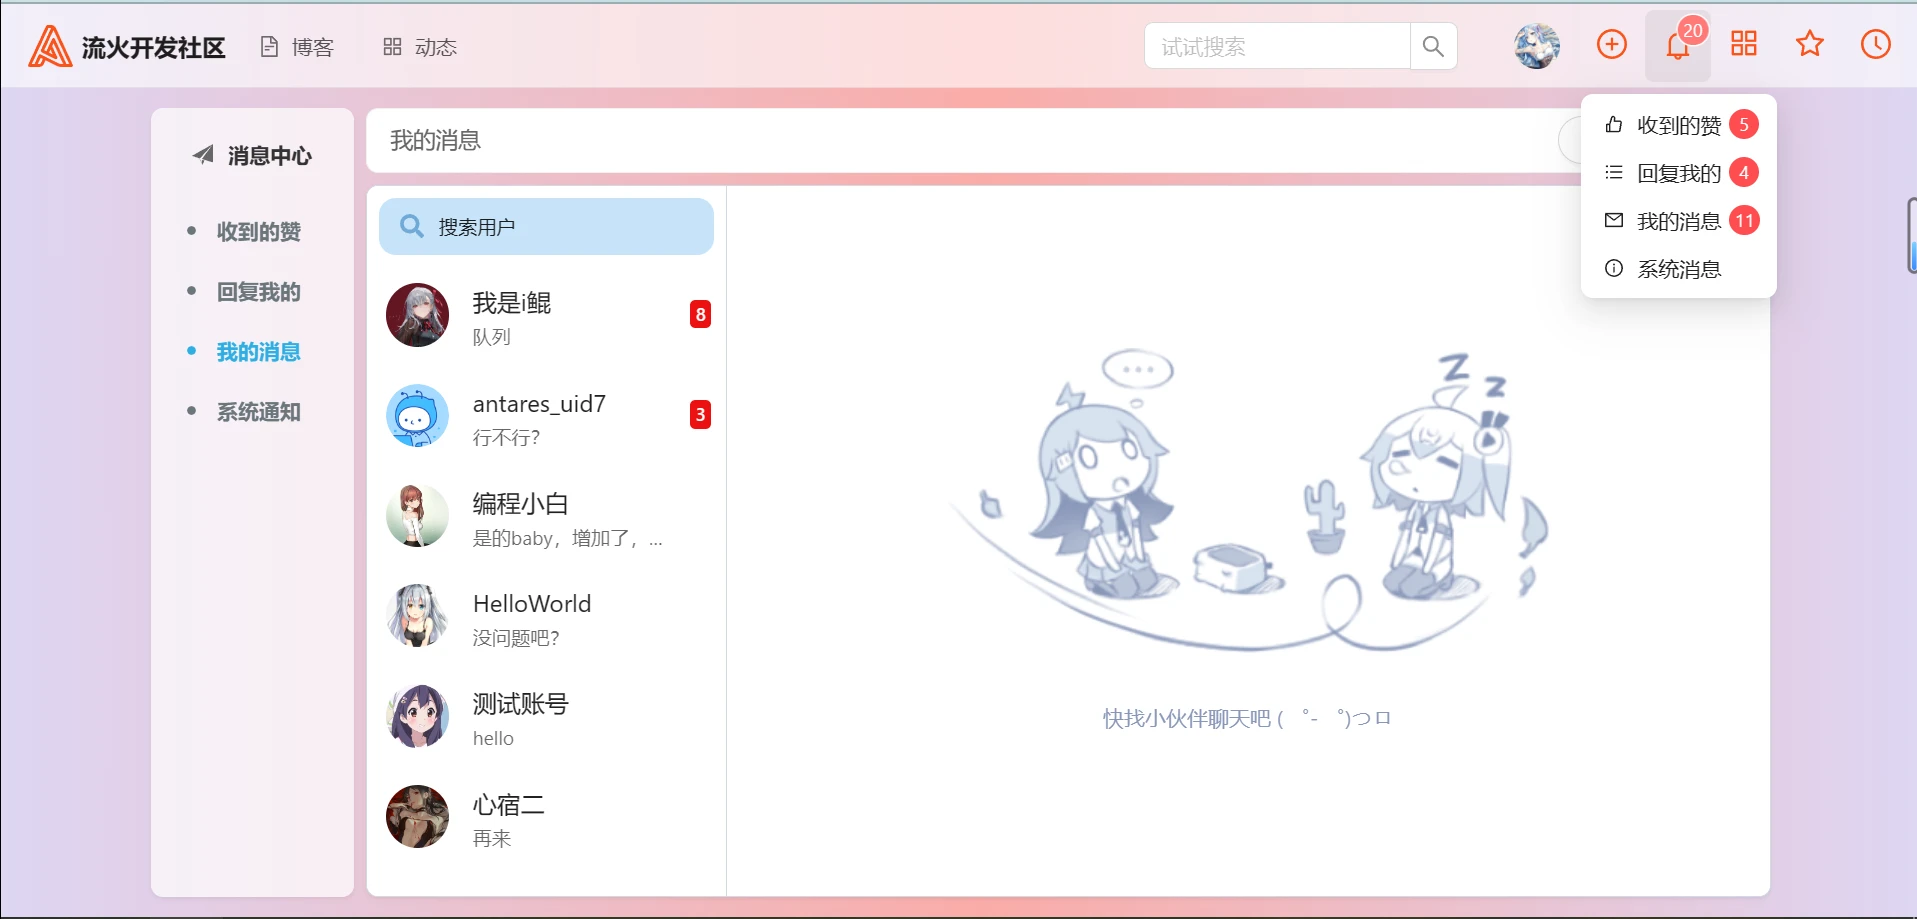 流火开发社区
博客
动态
试试搜索
20
收到的赞 5
回复我的 4
我的消息 11
系统消息
消息中心
收到的赞
回复我的
我的消息
系统通知
我的消息
搜索用户
我是i鲲
队列
8
antares_uid7
行不行?
3
编程小白
是的baby，增加了，...
HelloWorld
没问题吧?
测试账号
hello
心宿二
再来
z z
快找小伙伴聊天吧 ( ゜- ゜)つロ